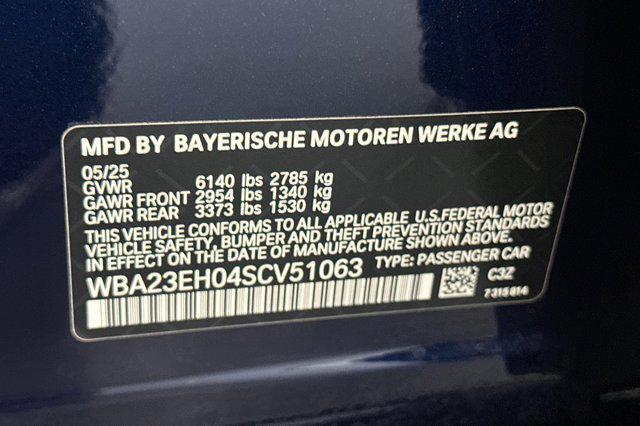 MFD BY BAYERISCHE MOTOREN WERKE AG
05/25
GVWR 6140 lbs 2785 kg
GAWR FRONT 2954 lbs 1340 kg
GAWR REAR 3373 lbs 1530 kg
THIS VEHICLE CONFORMS TO ALL APPLICABLE U.S.FEDERAL MOTOR
VEHICLE SAFETY, BUMPER AND THEFT PREVENTION STANDARDS
IN EFFECT ON THE DATE OF MANUFACTURE SHOWN ABOVE.
WBA23EH04SCV51063 TYPE: PASSENGER CAR
C3Z
7315814